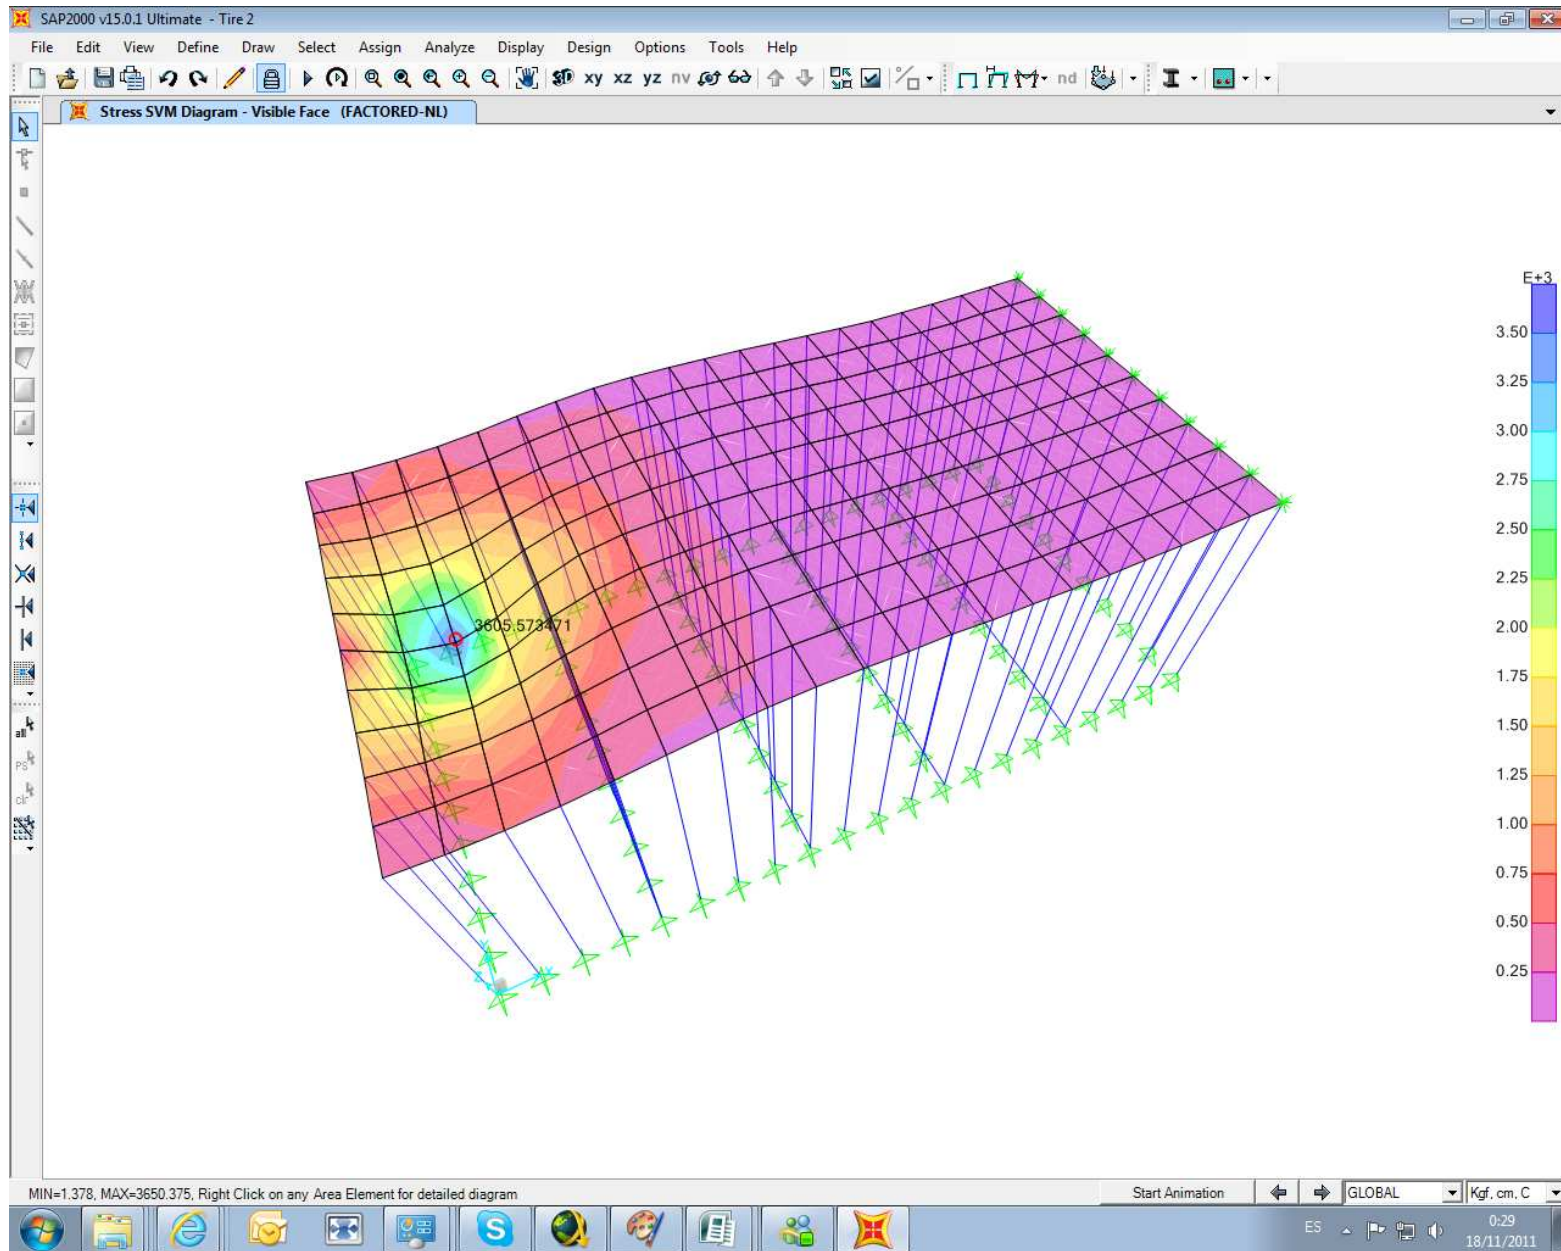 SAP2000 v15.0.1 Ultimate - Tire 2
File Edit View Define Draw Select Assign Analyze Display Design Options Tools Help
3D xy xz yz nv nd
Stress SVM Diagram - Visible Face (FACTORED-NL)
E+3
3.50
3.25
3.00
2.75
2.50
2.25
2.00
1.75
1.50
1.25
1.00
0.75
0.50
0.25
3605.573471
all
PS
clr
MIN=1.378, MAX=3650.375, Right Click on any Area Element for detailed diagram
Start Animation
GLOBAL
Kgf, cm, C
ES
0:29
18/11/2011